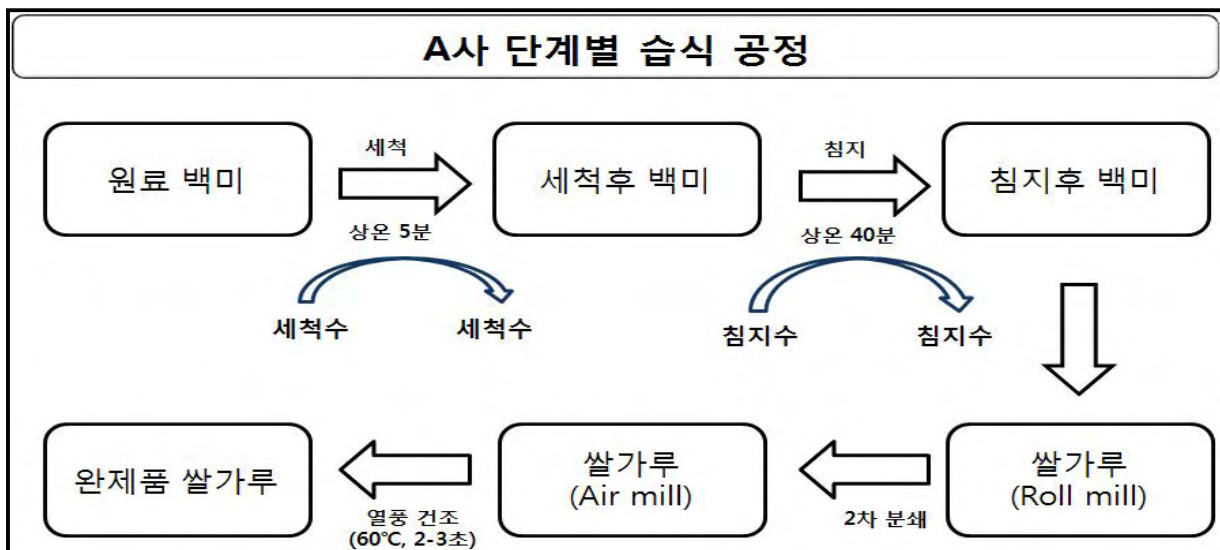 A사 단계별 습식 공정
원료 백미
세척
상온 5분
세척후 백미
침지
상온 40분
침지후 백미
세척수
세척수
침지수
침지수
쌀가루
(Roll mill)
2차 분쇄
쌀가루
(Air mill)
열풍 건조
(60℃, 2-3초)
완제품 쌀가루